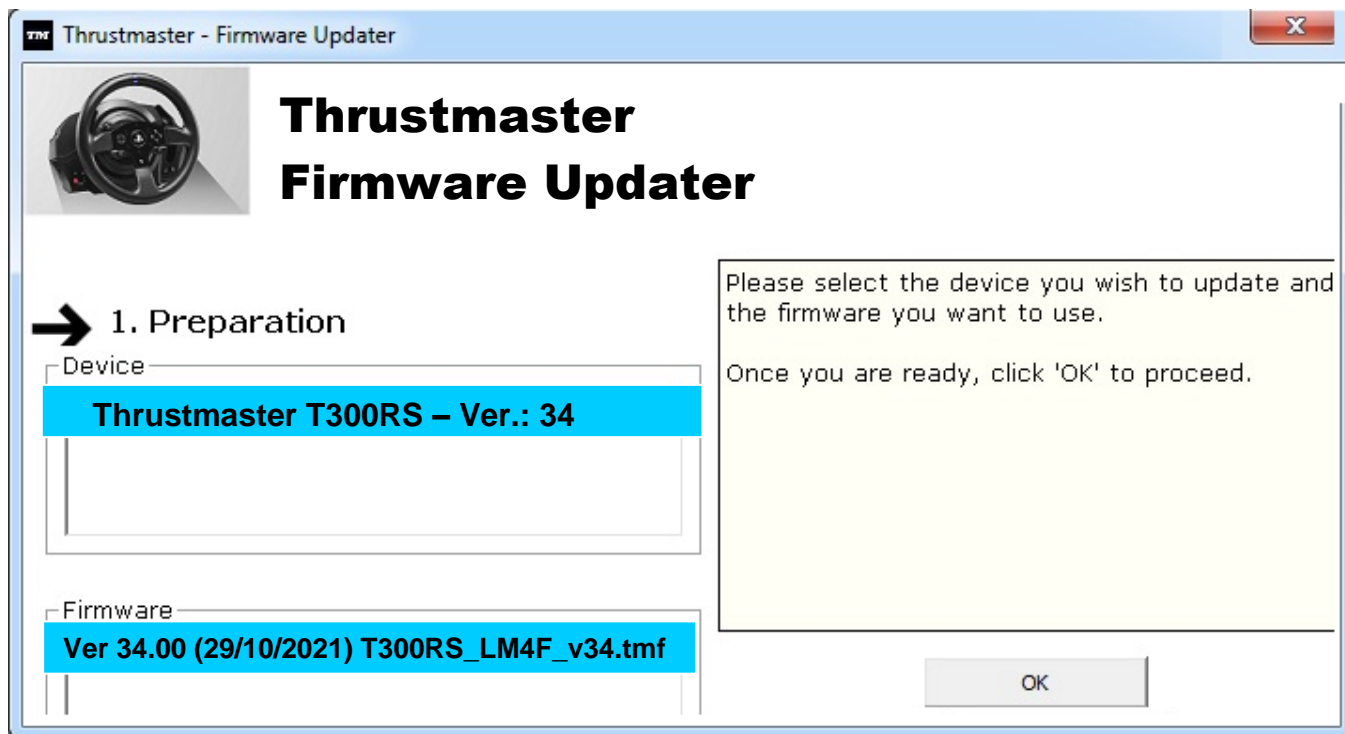 Thrustmaster - Firmware Updater
Thrustmaster
Firmware Updater
1. Preparation
Device
Thrustmaster T300RS – Ver.: 34
Firmware
Ver 34.00 (29/10/2021) T300RS_LM4F_v34.tmf
Please select the device you wish to update and
the firmware you want to use.
Once you are ready, click 'OK' to proceed.
OK